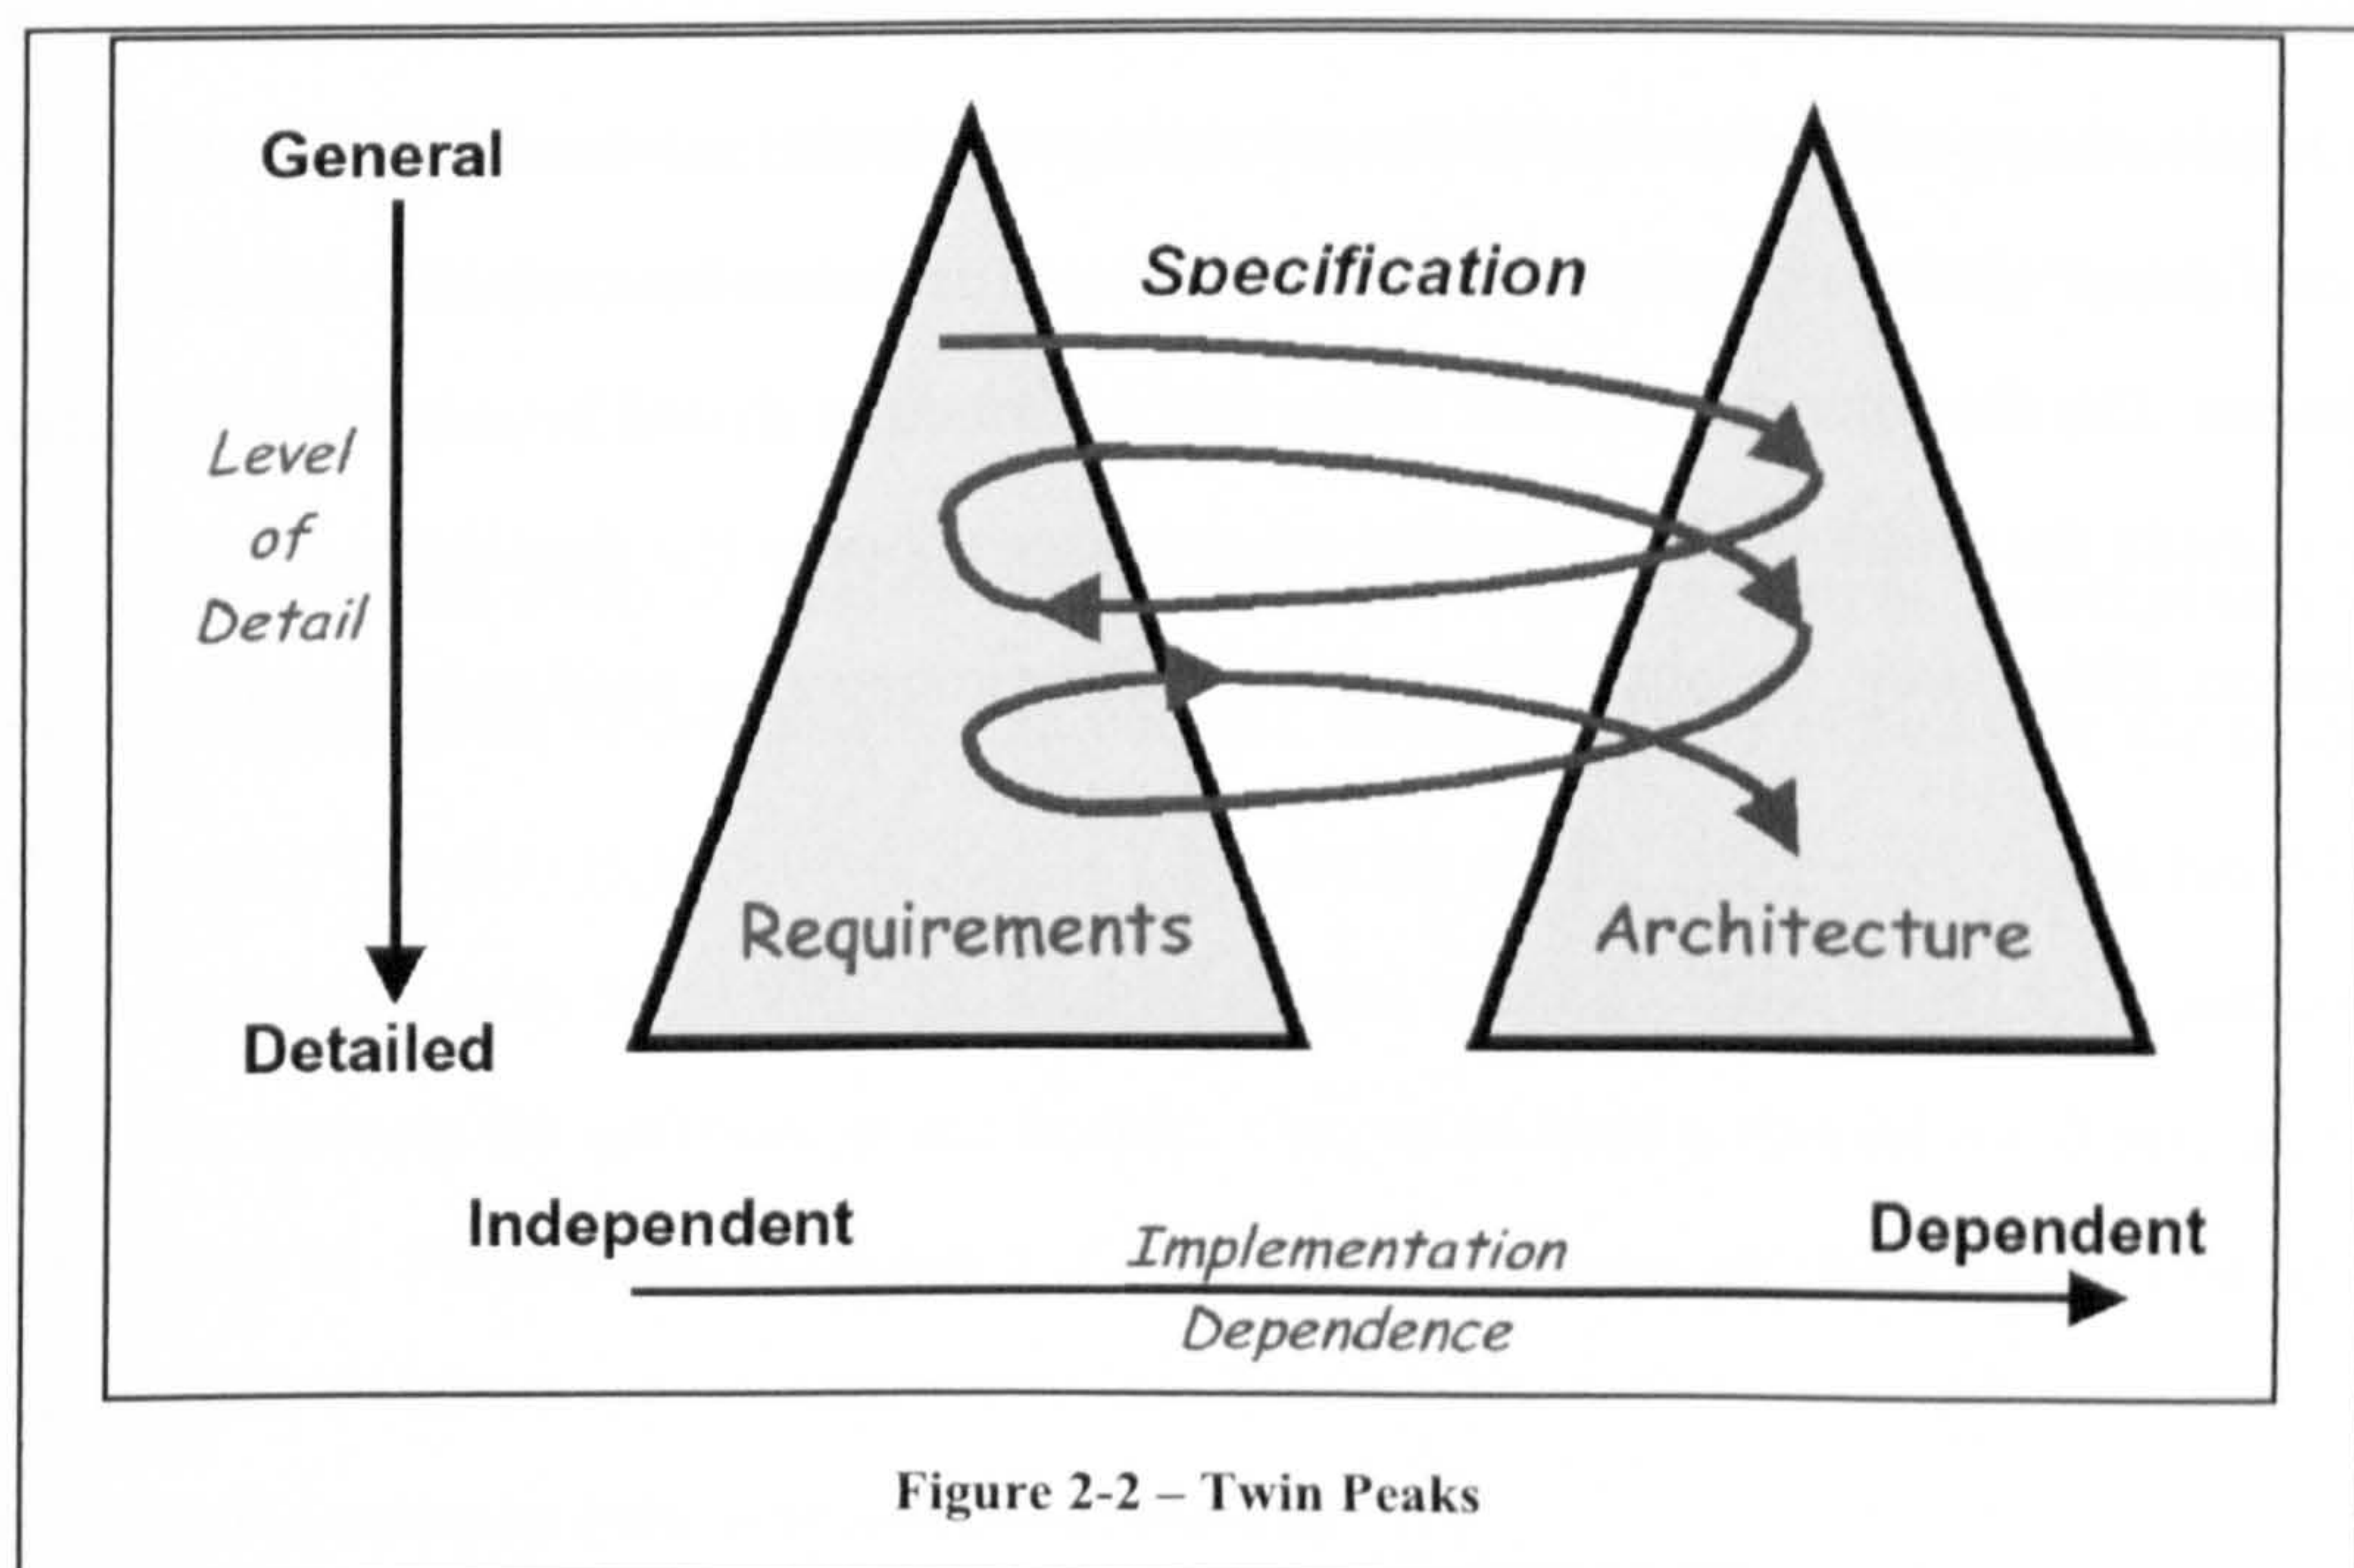 General
Specification
Level
of
Detail
Requirements
Architecture
Detailed
Independent
Dependent
Implementation
Dependence
Figure 2-2 – Twin Peaks